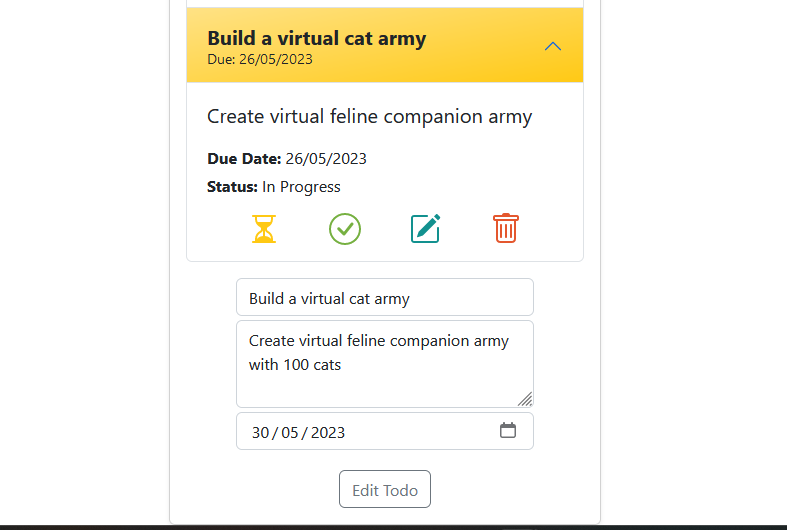 Build a virtual cat army
Due: 26/05/2023
Create virtual feline companion army
Due Date: 26/05/2023
Status: In Progress
Build a virtual cat army
Create virtual feline companion army
with 100 cats
30/05/2023
Edit Todo